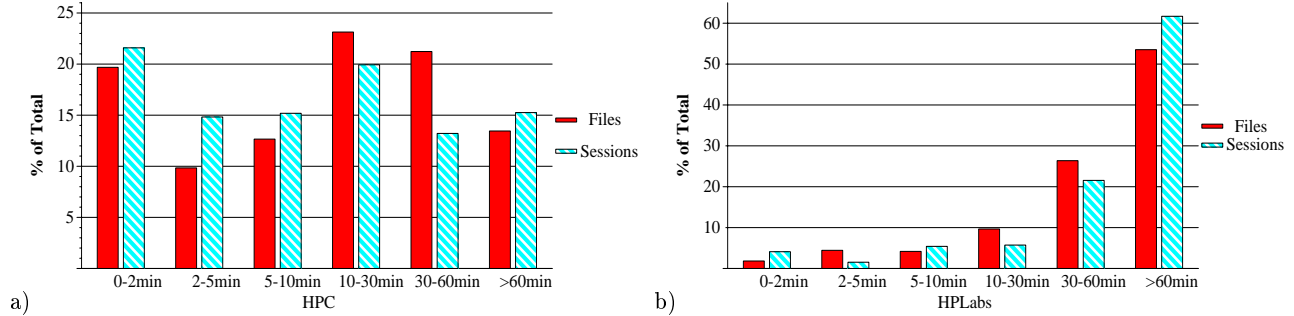 % of Total
25
20
15
10
5
0-2min 2-5min 5-10min 10-30min 30-60min >60min
HPC
Files
Sessions
a)
% of Total
60
50
40
30
20
10
0-2min 2-5min 5-10min 10-30min 30-60min >60min
HPLabs
Files
Sessions
b)